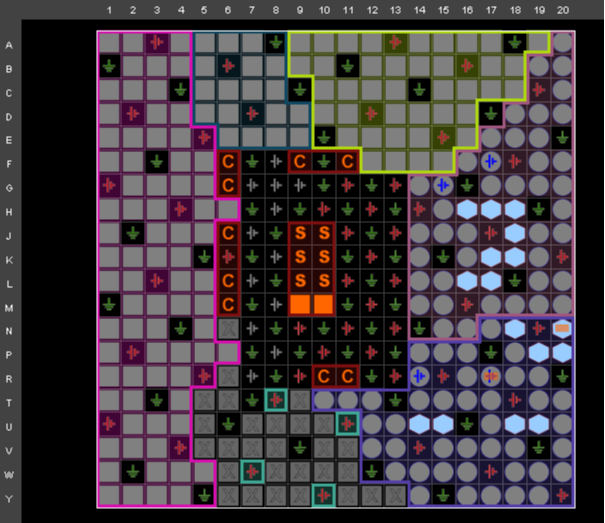 1 2 3 4 5 6 7 8 9 10 11 12 13 14 15 16 17 18 19 20
A
B
C
D
E
F C C C
G C
H
J C S S
K S S
L C S S
M C
N X
P
R X C C
T X X X
U X X X X X
V X X X X X X
W X X X X
Y X X X X X X X